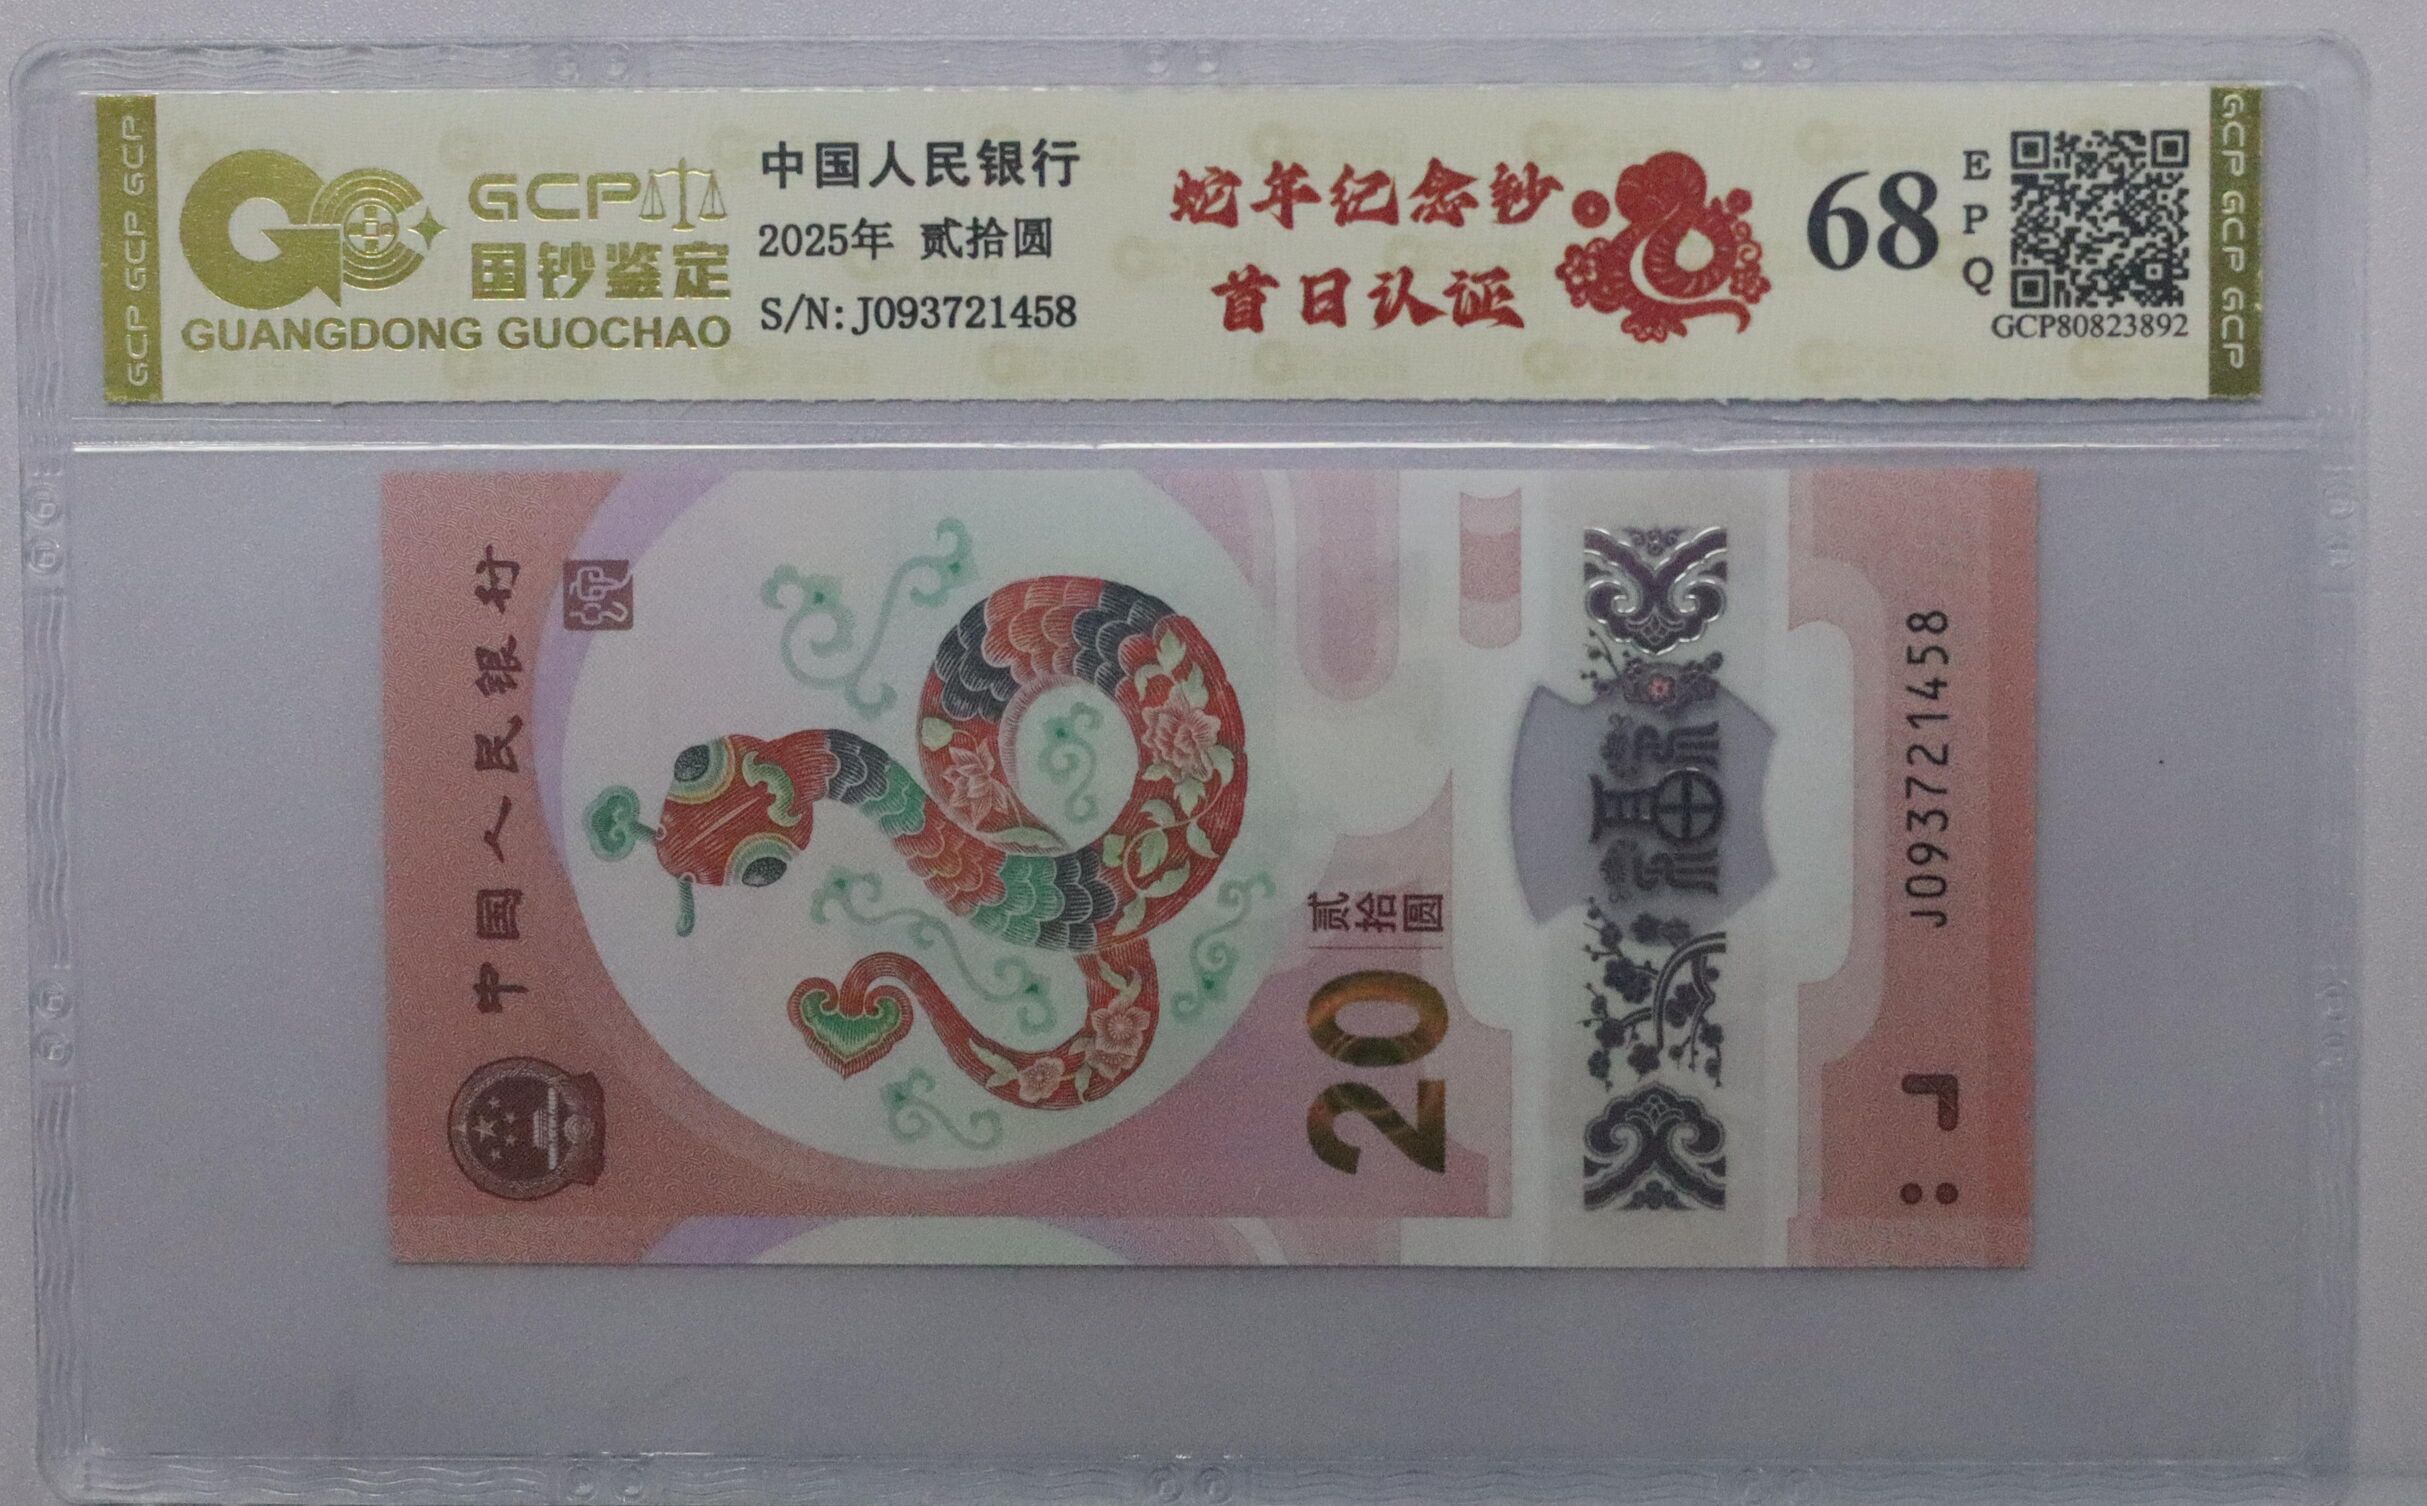 GCP GCP GCP
GCP
国钞鉴定
GUANGDONG GUOCHAO
中国人民银行
2025年 贰拾圆
S/N:J093721458
蛇年纪念钞
首日认证
68
EPQ
GCP80823892
GCP GCP GCP
中国人民银行
20
贰拾圆
福
J093721458